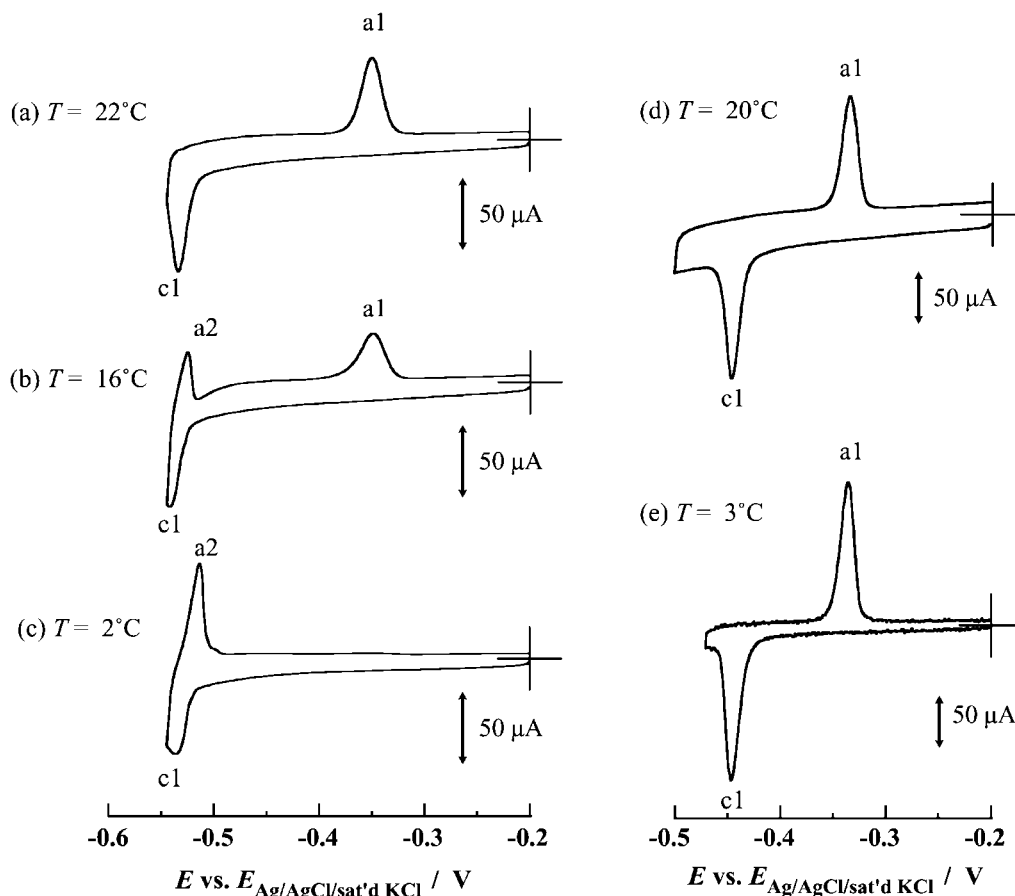 a1
(a) T = 22˚C
50 μA
c1
a2
a1
(b) T = 16˚C
50 μA
c1
a2
(c) T = 2˚C
50 μA
c1
-0.6 -0.5 -0.4 -0.3 -0.2
E vs. E Ag/AgCl/sat'd KCl / V
a1
(d) T = 20˚C
50 μA
c1
a1
(e) T = 3˚C
50 μA
c1
-0.5 -0.4 -0.3 -0.2
E vs. E Ag/AgCl/sat'd KCl / V